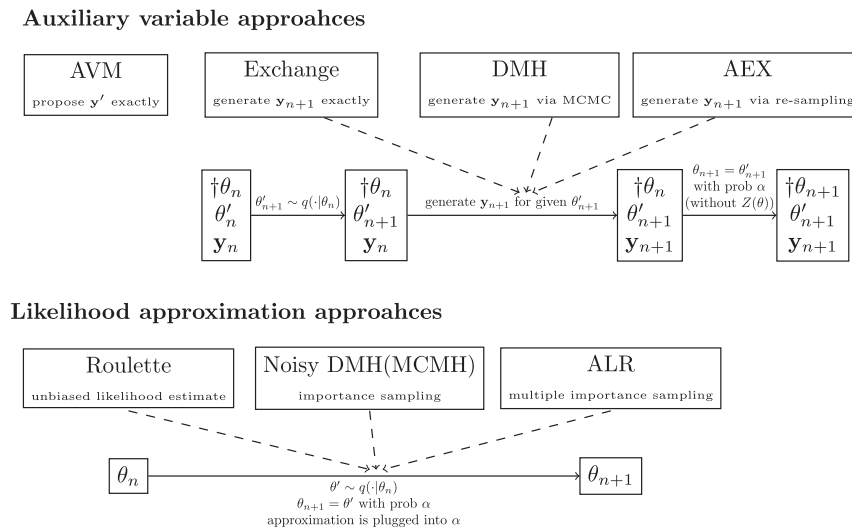 Auxiliary variable approahces
AVM
propose y′ exactly
Exchange
generate yₙ₊₁ exactly
DMH
generate yₙ₊₁ via MCMC
AEX
generate yₙ₊₁ via re-sampling
†θₙ
θ′ₙ
yₙ
θ′ₙ₊₁ ∼ q(·|θₙ)
†θₙ
θ′ₙ₊₁
yₙ
generate yₙ₊₁ for given θ′ₙ₊₁
†θₙ
θ′ₙ₊₁
yₙ₊₁
θₙ₊₁ = θ′ₙ₊₁
with prob α
(without Z(θ))
†θₙ₊₁
θ′ₙ₊₁
yₙ₊₁
Likelihood approximation approahces
Roulette
unbiased likelihood estimate
Noisy DMH(MCMH)
importance sampling
ALR
multiple importance sampling
θₙ
θ′ ∼ q(·|θₙ)
θₙ₊₁ = θ′ with prob α
approximation is plugged into α
θₙ₊₁